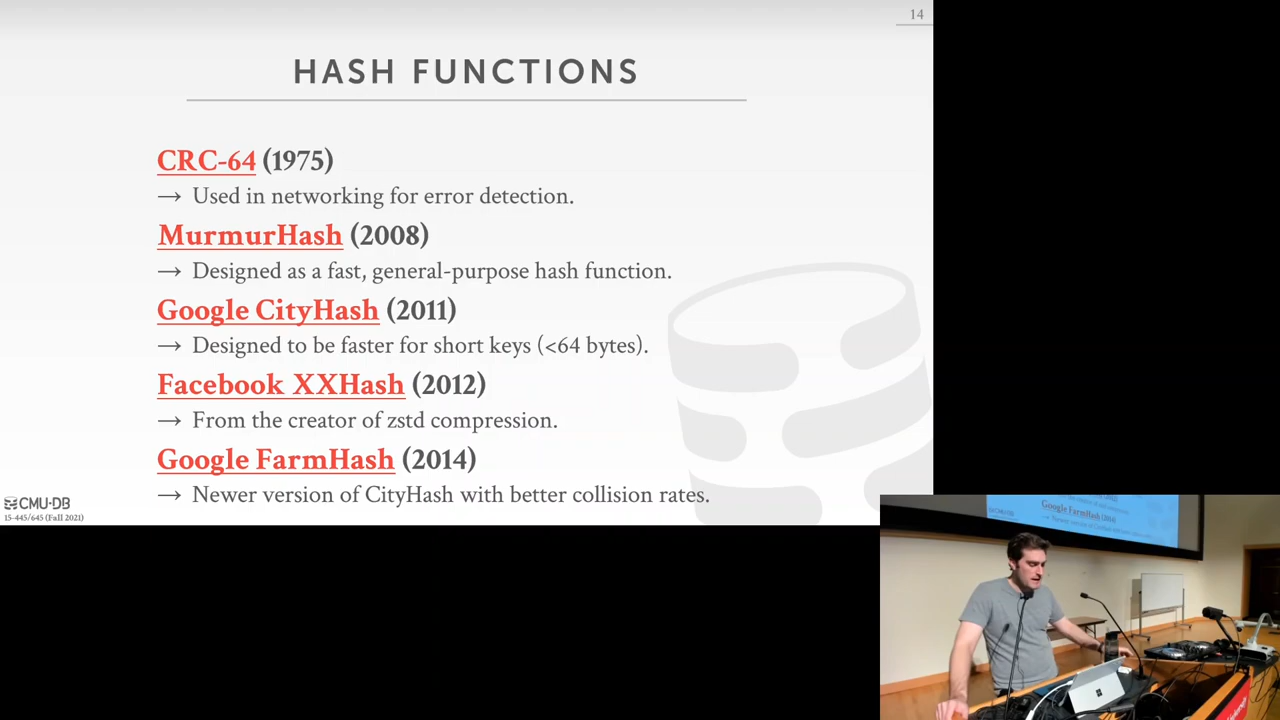 14
HASH FUNCTIONS
CRC-64 (1975)
→ Used in networking for error detection.
MurmurHash (2008)
→ Designed as a fast, general-purpose hash function.
Google CityHash (2011)
→ Designed to be faster for short keys (<64 bytes).
Facebook XXHash (2012)
→ From the creator of zstd compression.
Google FarmHash (2014)
→ Newer version of CityHash with better collision rates.
CMU·DB
15-445/645 (Fall 2021)
Google FarmHash (2014)